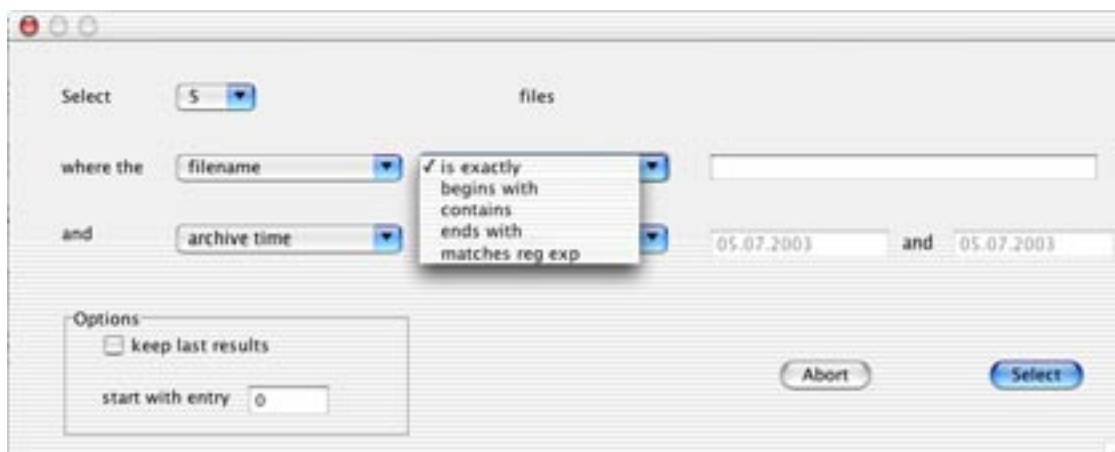 Select 5 files
where the filename ✓ is exactly
begins with
contains
ends with
matches reg exp
and archive time 05.07.2003 and 05.07.2003
Options
keep last results
start with entry 0
Abort Select